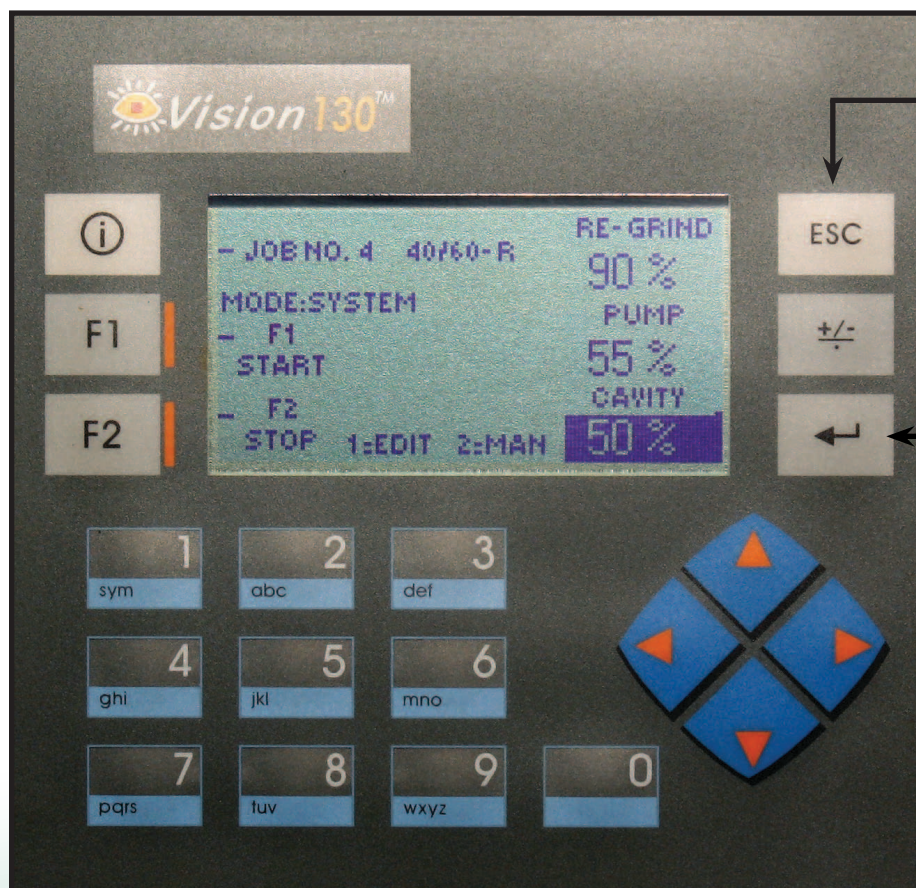 Vision 130™
i
F1
F2
- JOB NO. 4 40/60-R
MODE:SYSTEM
- F1
START
- F2
STOP 1:EDIT 2:MAN
RE-GRIND
90 %
PUMP
55 %
CAVITY
50 %
ESC
+/-
.
1
sym
2
abc
3
def
4
ghi
5
jkl
6
mno
7
pqrs
8
tuv
9
wxyz
0